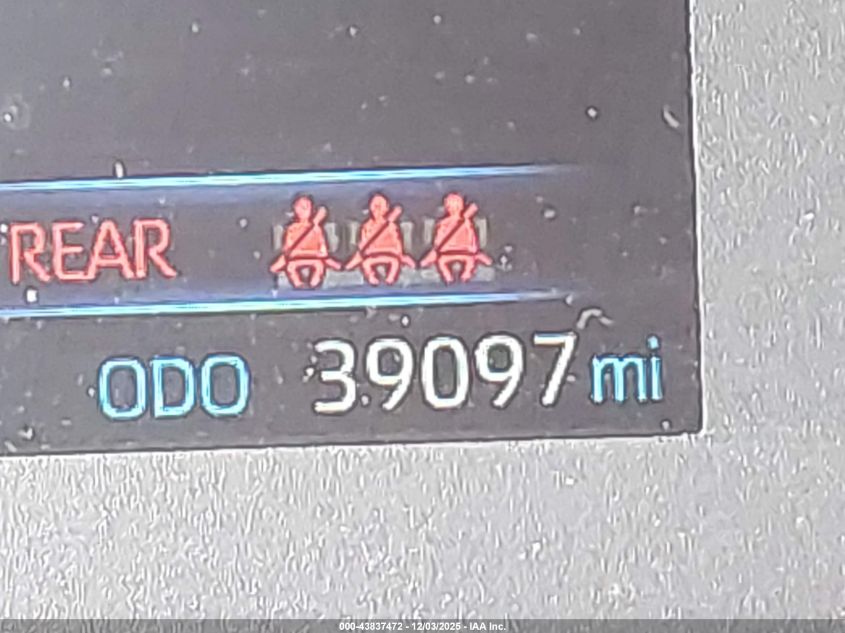 REAR
ODO 39097 mi
000-43837472 - 12/03/2025 - IAA Inc.